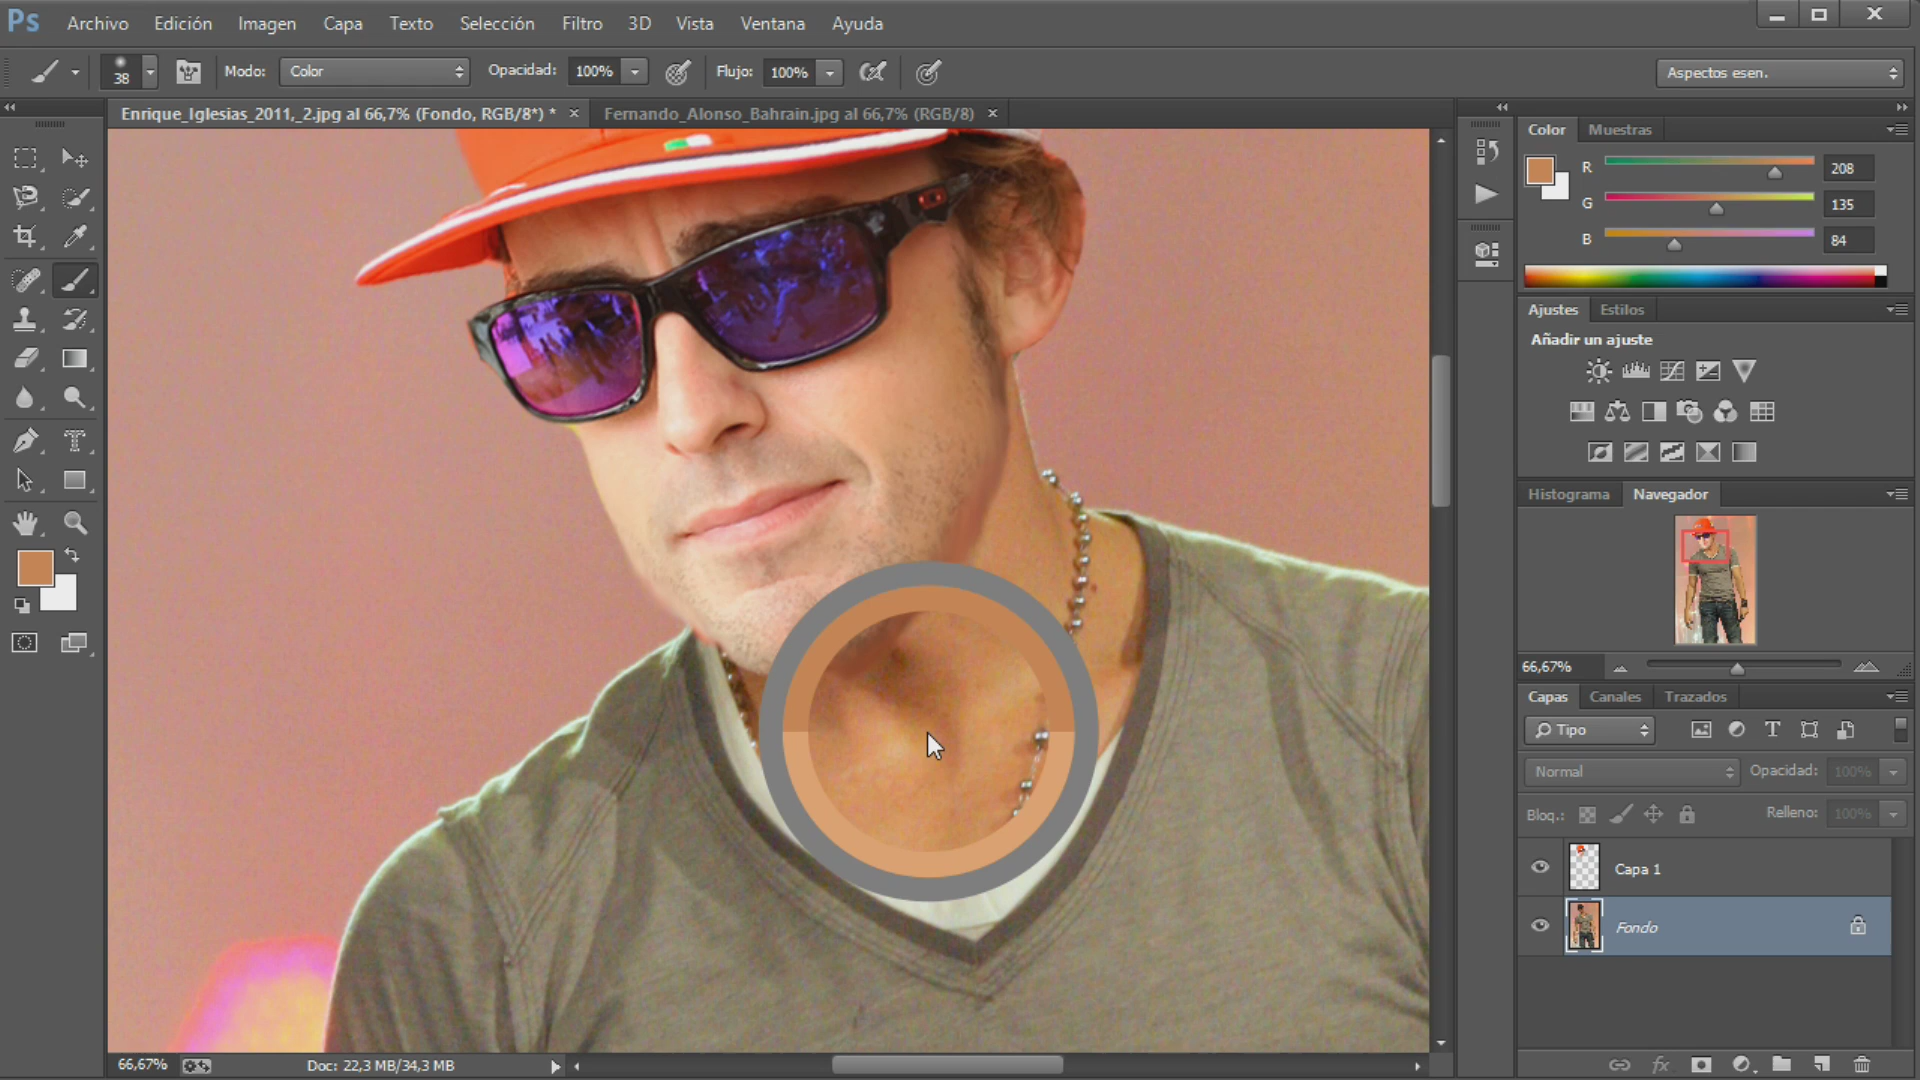 Ps Archivo Edición Imagen Capa Texto Selección Filtro 3D Vista Ventana Ayuda
38 Modo: Color Opacidad: 100% Flujo: 100% Aspectos esen.
Enrique_Iglesias_2011,_2.jpg al 66,7% (Fondo, RGB/8*) * × Fernando_Alonso_Bahrain.jpg al 66,7% (RGB/8) ×
Color Muestras
R 208
G 135
B 84
Ajustes Estilos
Añadir un ajuste
Histograma Navegador
66,67%
Capas Canales Trazados
Tipo
Normal Opacidad: 100%
Bloq.: Relleno: 100%
Capa 1
Fondo
66,67% Doc: 22,3 MB/34,3 MB